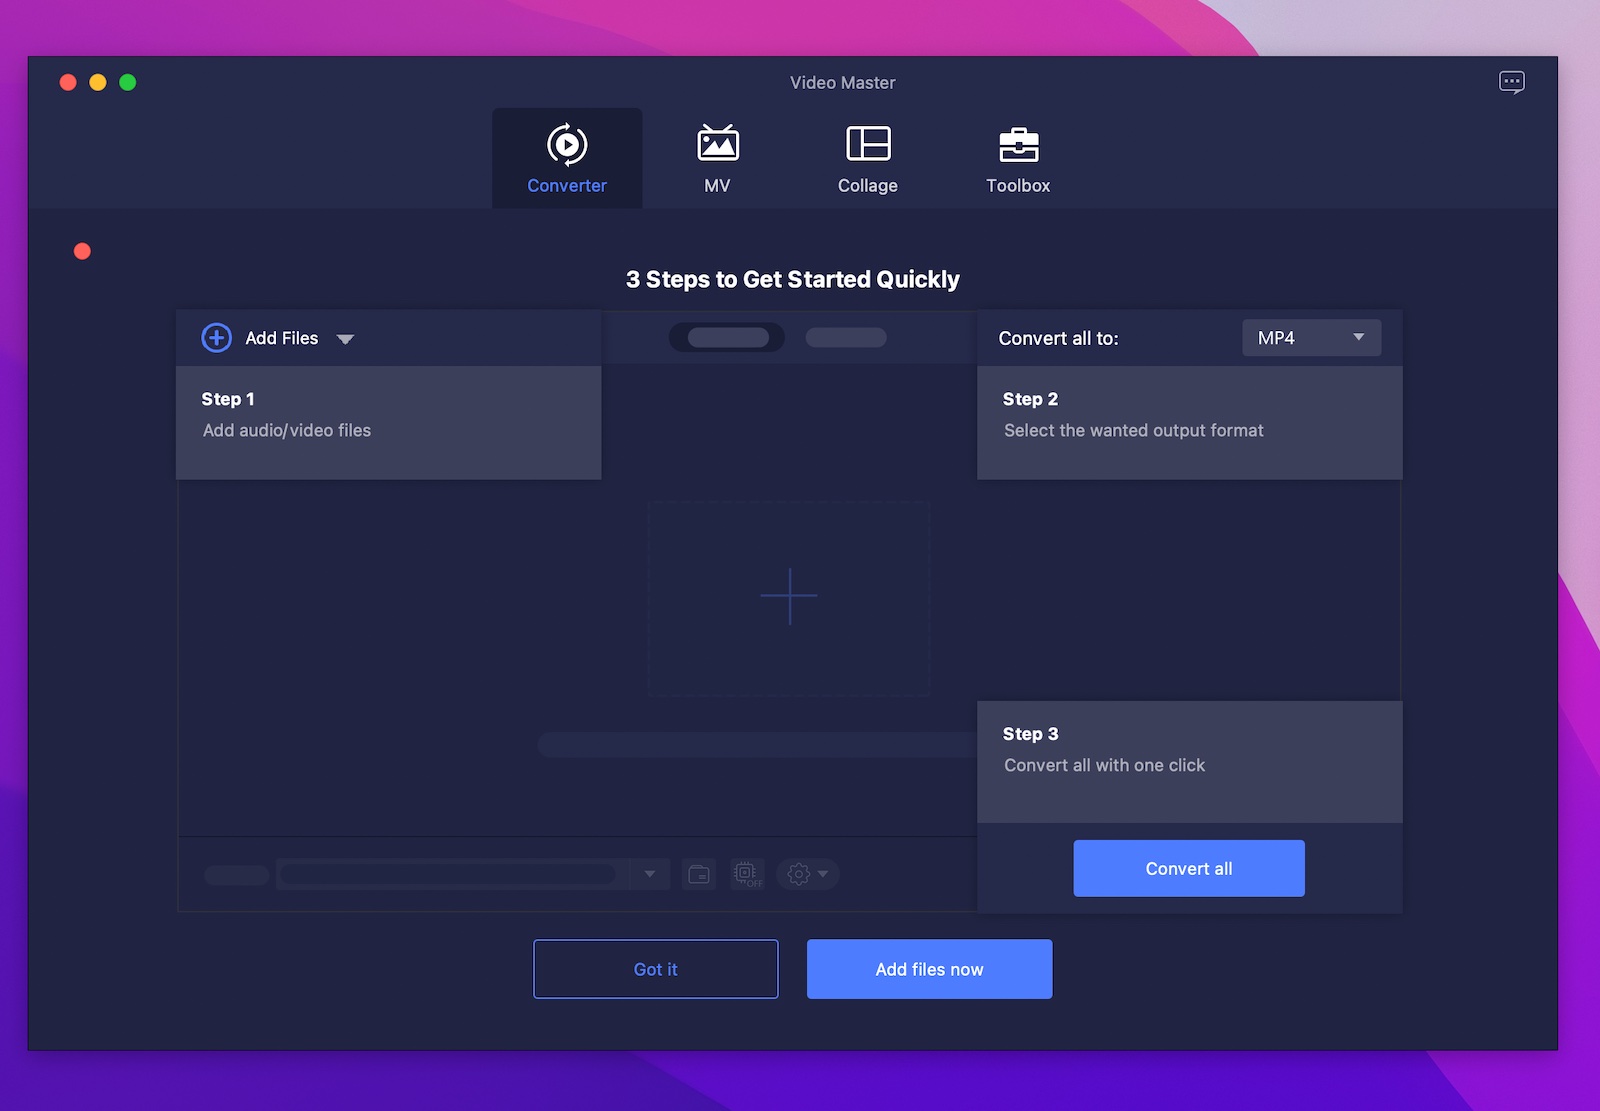 Video Master
Converter
MV
Collage
Toolbox
3 Steps to Get Started Quickly
Add Files
Convert all to:
MP4
Step 1
Add audio/video files
Step 2
Select the wanted output format
Step 3
Convert all with one click
OFF
Convert all
Got it
Add files now